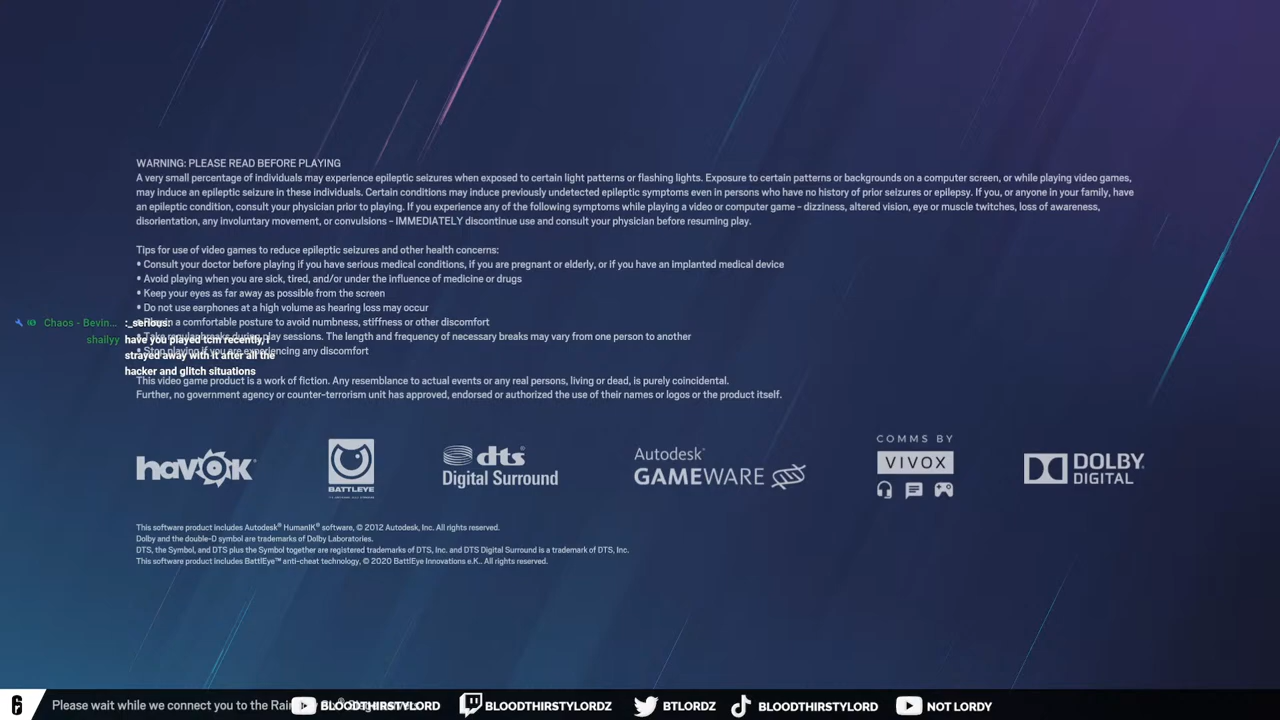 WARNING: PLEASE READ BEFORE PLAYING
A very small percentage of individuals may experience epileptic seizures when exposed to certain light patterns or flashing lights. Exposure to certain patterns or backgrounds on a computer screen, or while playing video games,
may induce an epileptic seizure in these individuals. Certain conditions may induce previously undetected epileptic symptoms even in persons who have no history of prior seizures or epilepsy. If you, or anyone in your family, have
an epileptic condition, consult your physician prior to playing. If you experience any of the following symptoms while playing a video or computer game - dizziness, altered vision, eye or muscle twitches, loss of awareness,
disorientation, any involuntary movement, or convulsions - IMMEDIATELY discontinue use and consult your physician before resuming play.
Tips for use of video games to reduce epileptic seizures and other health concerns:
• Consult your doctor before playing if you have serious medical conditions, if you are pregnant or elderly, or if you have an implanted medical device
• Avoid playing when you are sick, tired, and/or under the influence of medicine or drugs
• Keep your eyes as far away as possible from the screen
• Do not use earphones at a high volume as hearing loss may occur
Chaos - Bevin... :_serious:
in a comfortable posture to avoid numbness, stiffness or other discomfort
• Take regular breaks during play sessions. The length and frequency of necessary breaks may vary from one person to another
shailyy have you played tcm recently, I
• Stop playing if you are experiencing any discomfort
strayed away with it after all the
hacker and glitch situations
This video game product is a work of fiction. Any resemblance to actual events or any real persons, living or dead, is purely coincidental.
Further, no government agency or counter-terrorism unit has approved, endorsed or authorized the use of their names or logos or the product itself.
havOK
BATTLEYE
dts
Digital Surround
Autodesk
GAMEWARE
COMMS BY
VIVOX
DOLBY
DIGITAL
This software product includes Autodesk® HumanIK® software, © 2012 Autodesk, Inc. All rights reserved.
Dolby and the double-D symbol are trademarks of Dolby Laboratories.
DTS, the Symbol, and DTS plus the Symbol together are registered trademarks of DTS, Inc. and DTS Digital Surround is a trademark of DTS, Inc.
This software product includes BattlEye™ anti-cheat technology, © 2020 BattlEye Innovations e.K.. All rights reserved.
6 Please wait while we connect you to the BLOODTHIRSTYLORD BLOODTHIRSTYLORDZ BTLORDZ BLOODTHIRSTYLORD NOT LORDY